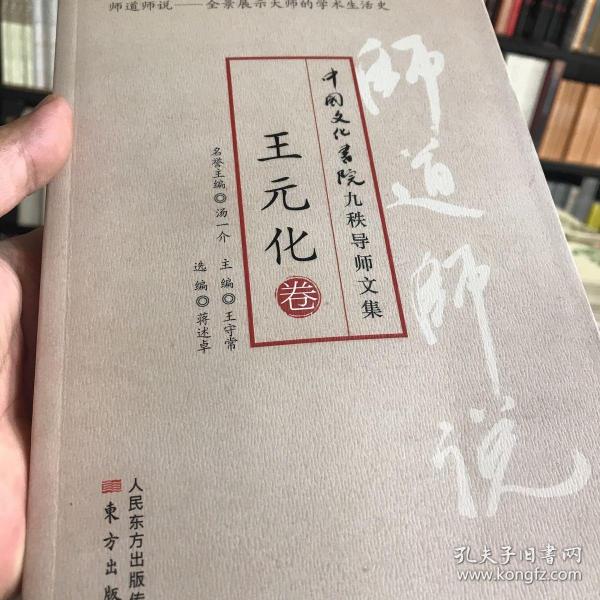 师道师说——全景展示大师的学术生活史
师道师说
中国文化书院九秩导师文集
王元化
卷
名誉主编◎汤一介 主编◎王守常
选编◎蒋述卓
人民东方出版传
東方出版
孔夫子旧书网
www.kongfz.com